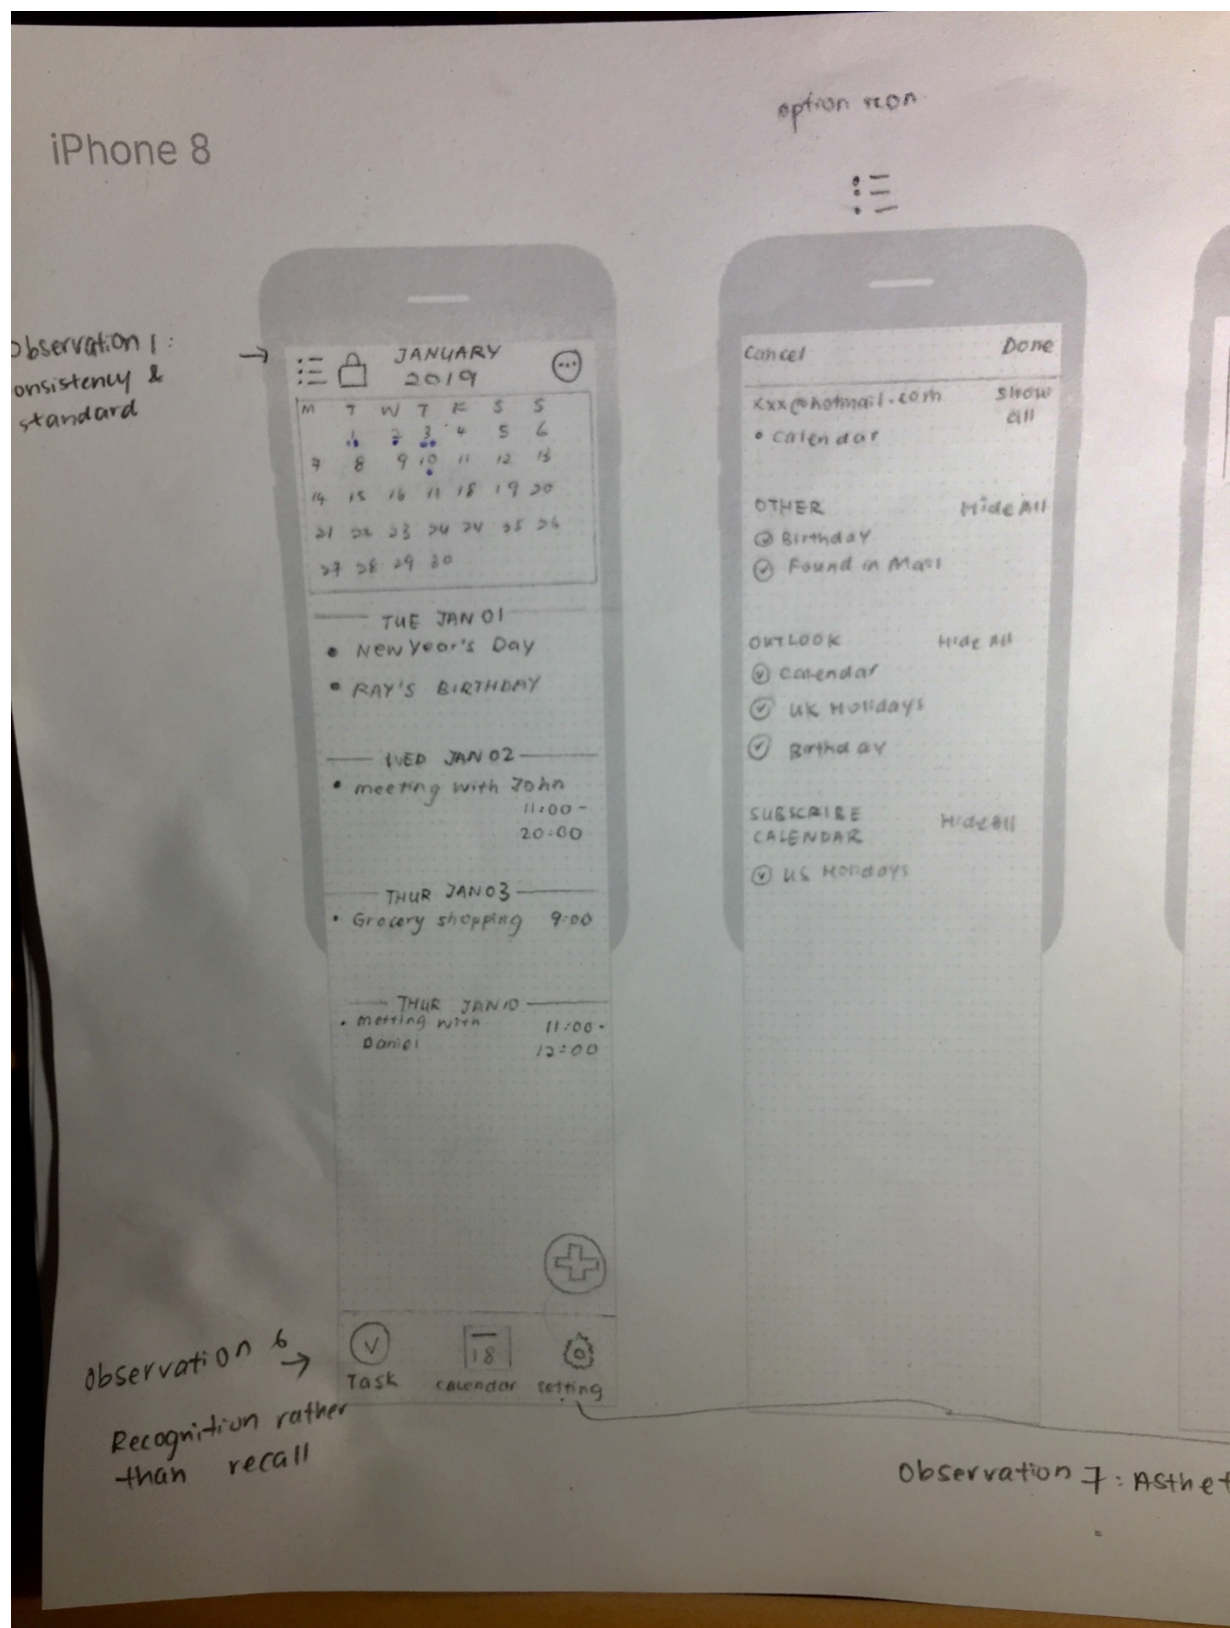 option icon
iPhone 8
Observation 1:
onsistency &
standard
JANUARY
2019
M T W T F S S
1 2 3 4 5 6
7 8 9 10 11 12 13
14 15 16 17 18 19 20
21 22 23 24 24 25 26
27 28 29 30
TUE JAN 01
• New Year's Day
• RAY'S BIRTHDAY
WED JAN 02
• meeting with John
11:00-
20:00
THUR JAN 03
• Grocery shopping 9:00
THUR JAN 10
• metting with 11:00-
Daniel 12:00
18
Task calendar setting
Observation 6
Recognition rather
than recall
Cancel Done
xxx@hotmail.com show
all
• calendar
OTHER Hide All
Birthday
Found in Mail
OUTLOOK Hide All
Calendar
UK Holidays
Birthday
SUBSCRIBE Hide all
CALENDAR
US Holidays
Observation 7: Asthet